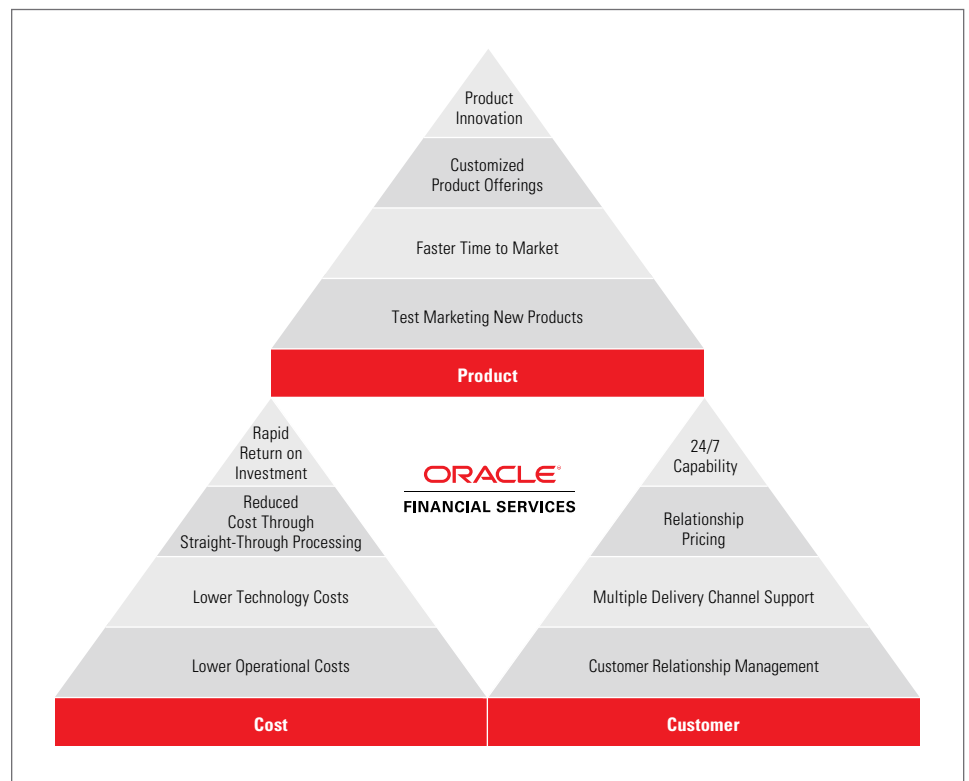 Product
Innovation
Customized
Product Offerings
Faster Time to Market
Test Marketing New Products
Product
Rapid
Return on
Investment
Reduced
Cost Through
Straight-Through Processing
Lower Technology Costs
Lower Operational Costs
Cost
ORACLE®
FINANCIAL SERVICES
24/7
Capability
Relationship
Pricing
Multiple Delivery Channel Support
Customer Relationship Management
Customer